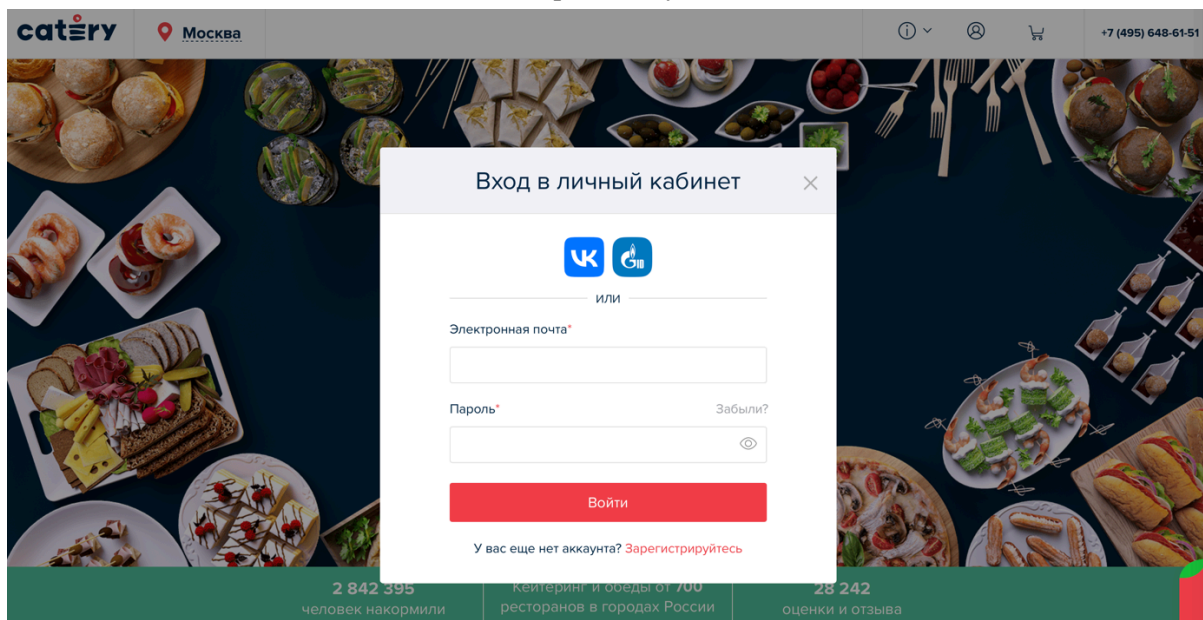 catery
Москва
+7 (495) 648-61-51
Вход в личный кабинет
ID
или
Электронная почта*
Пароль*
Забыли?
Войти
У вас еще нет аккаунта? Зарегистрируйтесь
2 842 395
человек накормили
Кейтеринг и обеды от 700
ресторанов в городах России
28 242
оценки и отзыва